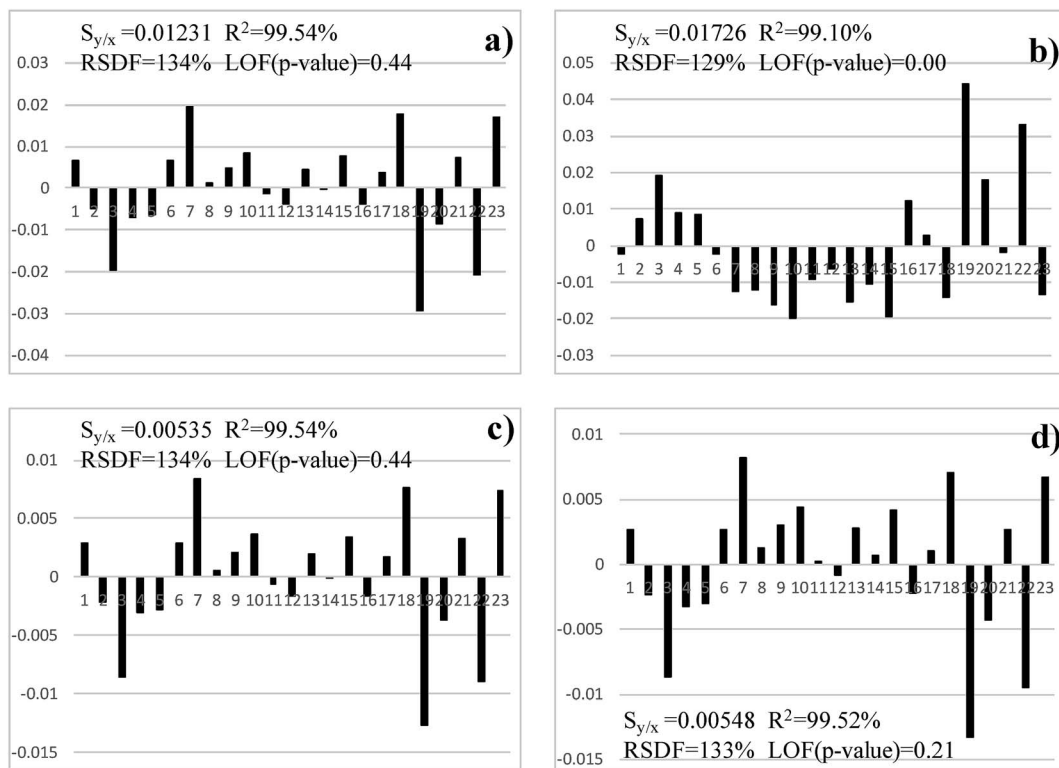 S_y/x =0.01231 R²=99.54%
RSDF=134% LOF(p-value)=0.44
a)
0.03
0.02
0.01
0
-0.01
-0.02
-0.03
-0.04
1 2 3 4 5 6 7 8 9 10 11 12 13 14 15 16 17 18 19 20 21 22 23
S_y/x =0.01726 R²=99.10%
RSDF=129% LOF(p-value)=0.00
b)
0.05
0.04
0.03
0.02
0.01
0
-0.01
-0.02
-0.03
1 2 3 4 5 6 7 8 9 10 11 12 13 14 15 16 17 18 19 20 21 22 23
S_y/x =0.00535 R²=99.54%
RSDF=134% LOF(p-value)=0.44
c)
0.01
0.005
0
-0.005
-0.01
-0.015
1 2 3 4 5 6 7 8 9 10 11 12 13 14 15 16 17 18 19 20 21 22 23
d)
0.01
0.005
0
-0.005
-0.01
-0.015
1 2 3 4 5 6 7 8 9 10 11 12 13 14 15 16 17 18 19 20 21 22 23
S_y/x =0.00548 R²=99.52%
RSDF=133% LOF(p-value)=0.21